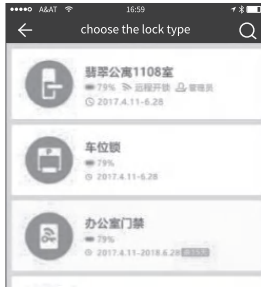 A&AT 16:59
choose the lock type
翡翠公寓1108室
79% 远程开锁 管理员
2017.4.11-6.28
车位锁
79%
2017.4.11-6.28
办公室门禁
79%
2017.4.11-2018.6.28